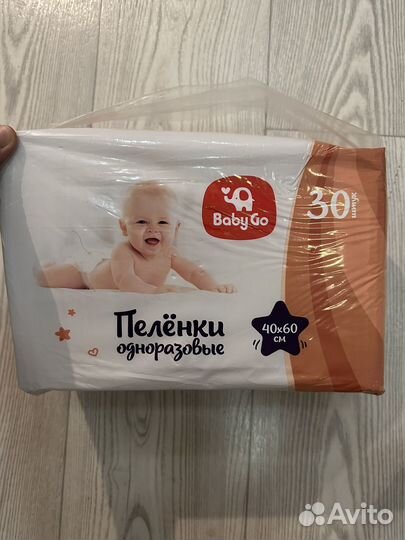 BabyGo
30
штук
Пелёнки
одноразовые
40x60
см
Avito